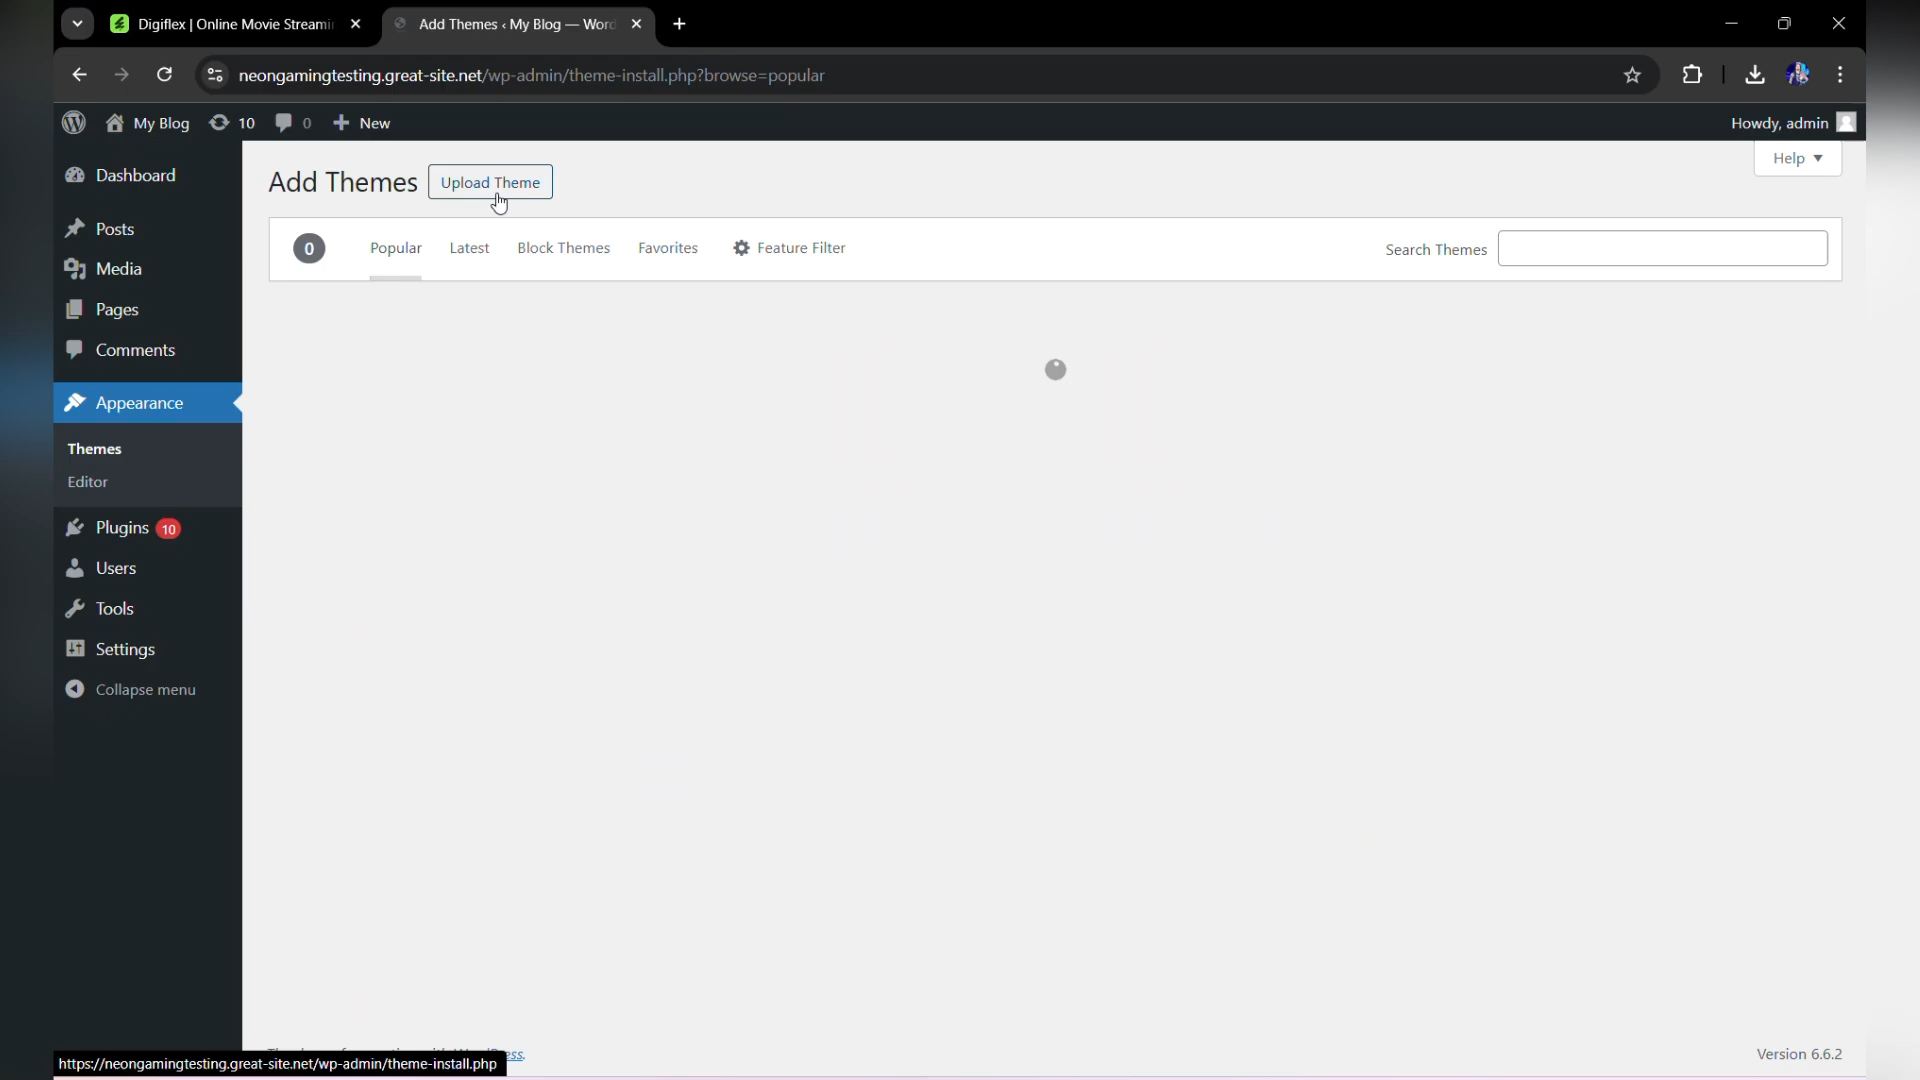 Digiflex | Online Movie Streami
Add Themes ‹ My Blog — Word
neongamingtesting.great-site.net/wp-admin/theme-install.php?browse=popular
My Blog 10 0 New
Howdy, admin
Help
Dashboard
Posts
Media
Pages
Comments
Appearance
Themes
Editor
Plugins 10
Users
Tools
Settings
Collapse menu
Add Themes Upload Theme
0 Popular Latest Block Themes Favorites Feature Filter Search Themes
Version 6.6.2
https://neongamingtesting.great-site.net/wp-admin/theme-install.php